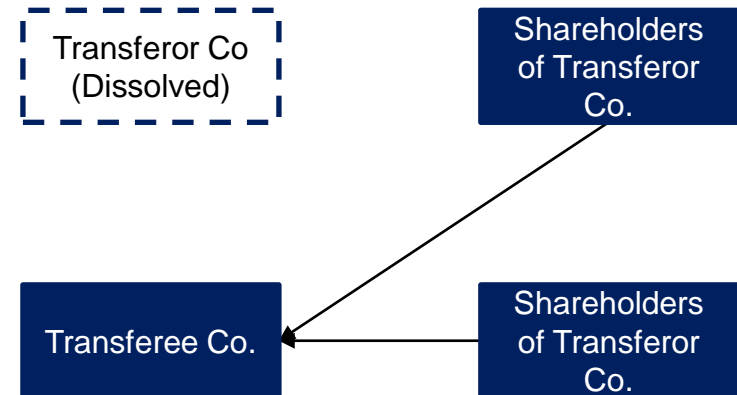 Transferor Co
(Dissolved)
Shareholders
of Transferor
Co.
Transferee Co.
Shareholders
of Transferor
Co.